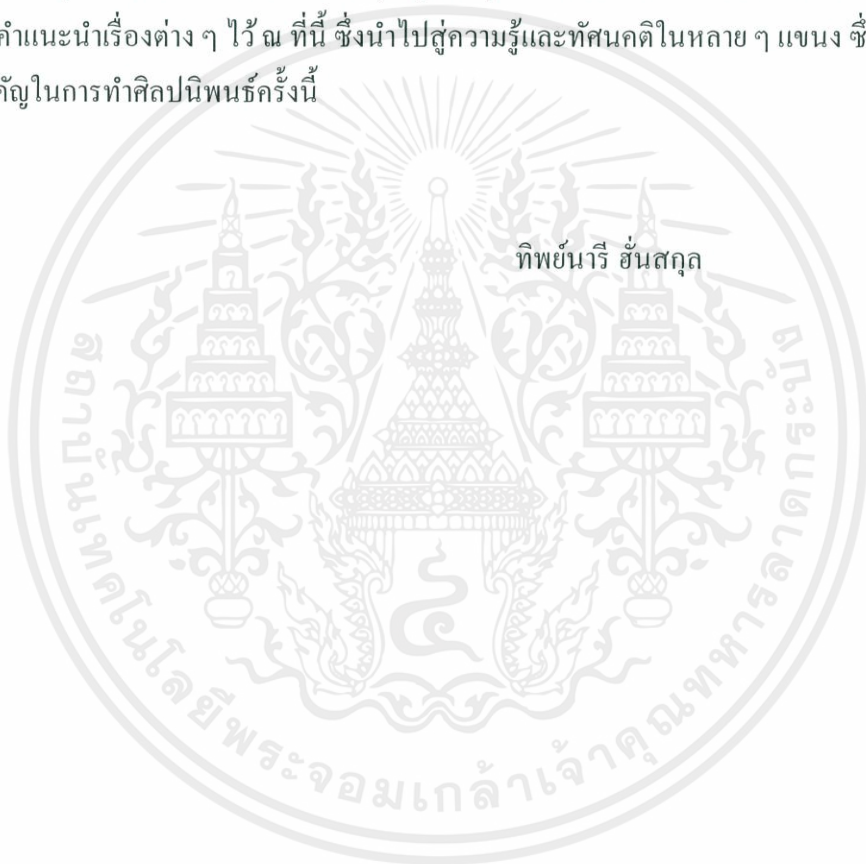 คำแนะนำเรื่องต่าง ๆ ไว้ ณ ที่นี้ ซึ่งนำไปสู่ความรู้และทัศนคติในหลาย ๆ แขนง ซึ่
คัญในการทำศิลปนิพนธ์ครั้งนี้
ทิพย์นารี ฮั่นสกุล
สถาบันเทคโนโลยีพระจอมเกล้าเจ้าคุณทหารลาดกระบัง
๔